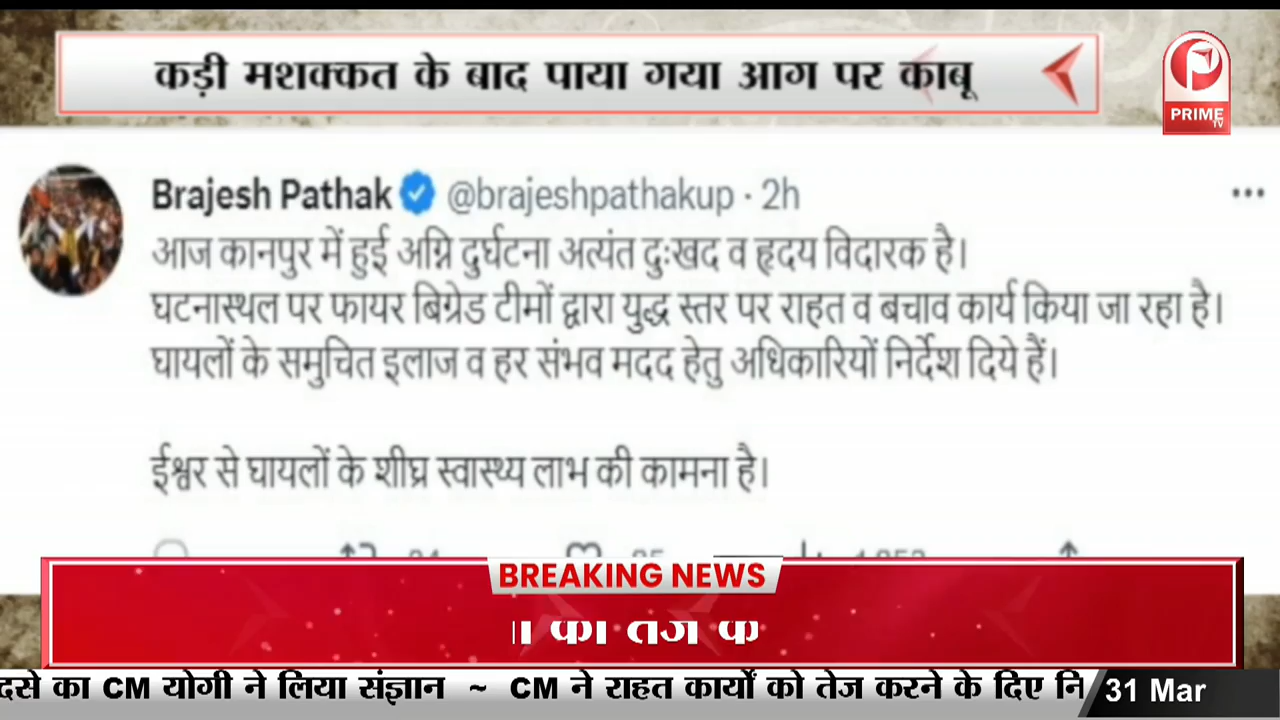 कड़ी मशक्कत के बाद पाया गया आग पर काबू
PRIME
TV
Brajesh Pathak @brajeshpathakup · 2h
आज कानपुर में हुई अग्नि दुर्घटना अत्यंत दुःखद व हृदय विदारक है।
घटनास्थल पर फायर बिग्रेड टीमों द्वारा युद्ध स्तर पर राहत व बचाव कार्य किया जा रहा है।
घायलों के समुचित इलाज व हर संभव मदद हेतु अधिकारियों निर्देश दिये हैं।
ईश्वर से घायलों के शीघ्र स्वास्थ्य लाभ की कामना है।
BREAKING NEWS
का CM योगी ने लिया संज्ञान ~ CM ने राहत कार्यों को तेज करने के दिए नि
31 Mar